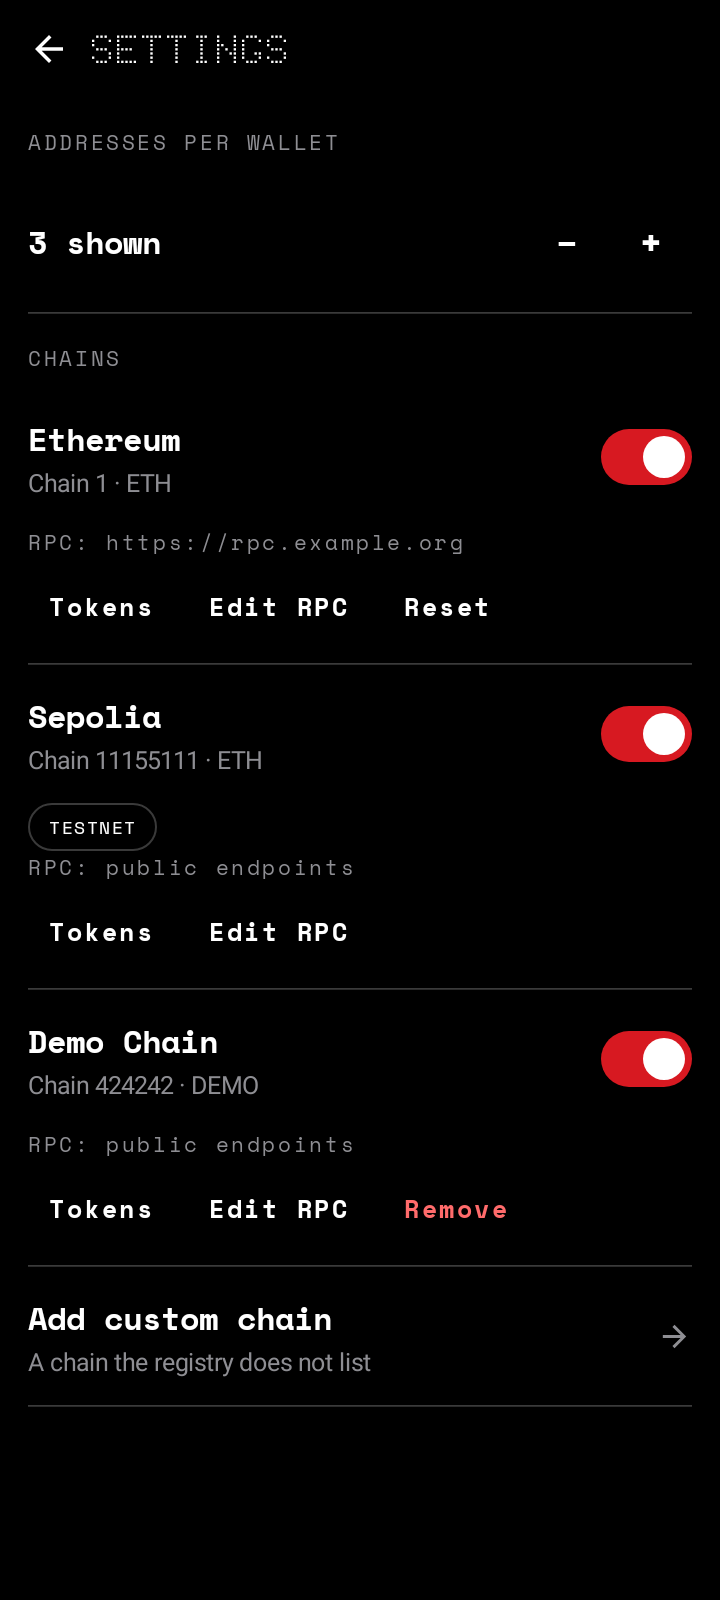 SETTINGS
ADDRESSES PER WALLET
3 shown - +
CHAINS
Ethereum
Chain 1 · ETH
RPC: https://rpc.example.org
Tokens Edit RPC Reset
Sepolia
Chain 11155111 · ETH
TESTNET
RPC: public endpoints
Tokens Edit RPC
Demo Chain
Chain 424242 · DEMO
RPC: public endpoints
Tokens Edit RPC Remove
Add custom chain
A chain the registry does not list